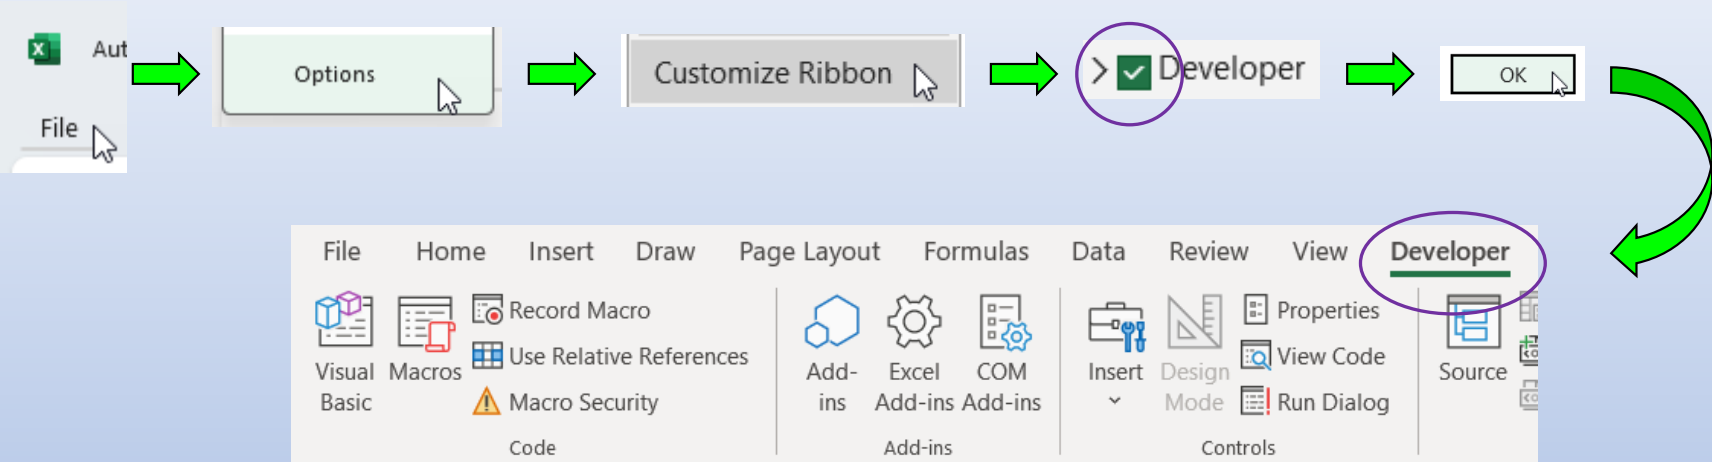 Aut
File
Options
Customize Ribbon
Developer
OK
File Home Insert Draw Page Layout Formulas Data Review View Developer
Visual Basic
Macros
Record Macro
Use Relative References
Macro Security
Code
Add-
ins
Excel
Add-ins
COM
Add-ins
Add-ins
Insert
Design
Mode
Properties
View Code
Run Dialog
Controls
Source